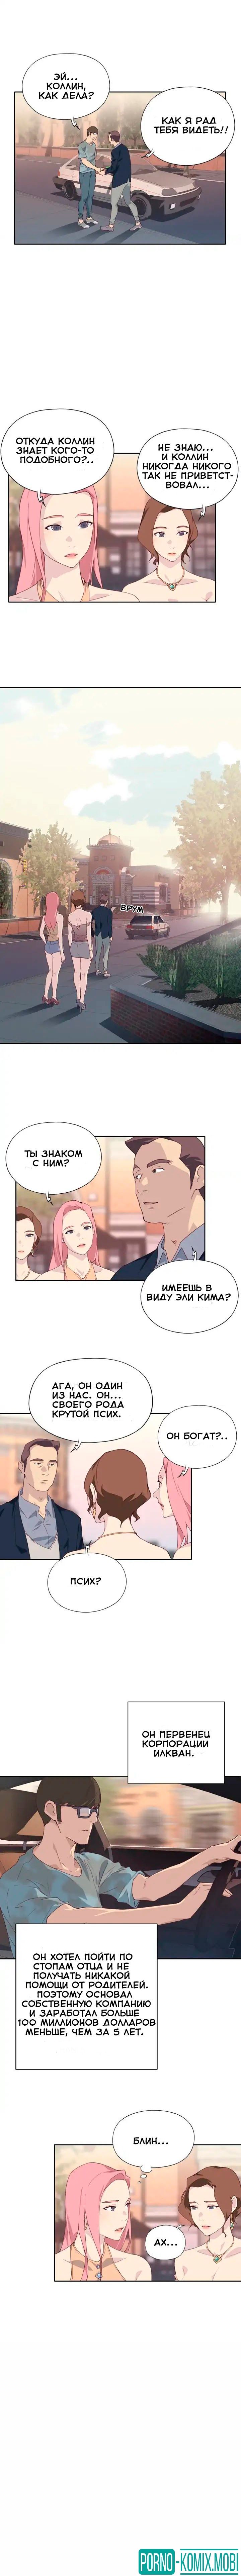 ЭЙ...
КОЛЛИН,
КАК ДЕЛА?
КАК Я РАД
ТЕБЯ ВИДЕТЬ!!
ОТКУДА КОЛЛИН
ЗНАЕТ КОГО-ТО
ПОДОБНОГО?..
НЕ ЗНАЮ...
И КОЛЛИН
НИКОГДА НИКОГО
ТАК НЕ ПРИВЕТСТ-
ВОВАЛ...
ВРУМ
ТЫ ЗНАКОМ
С НИМ?
ИМЕЕШЬ В
ВИДУ ЭЛИ КИМА?
АГА, ОН ОДИН
ИЗ НАС. ОН...
СВОЕГО РОДА
КРУТОЙ ПСИХ.
ОН БОГАТ?..
ПСИХ?
ОН ПЕРВЕНЕЦ
КОРПОРАЦИИ
ИЛКВАН.
ОН ХОТЕЛ ПОЙТИ ПО
СТОПАМ ОТЦА И НЕ
ПОЛУЧАТЬ НИКАКОЙ
ПОМОЩИ ОТ РОДИТЕЛЕЙ.
ПОЭТОМУ ОСНОВАЛ
СОБСТВЕННУЮ КОМПАНИЮ
И ЗАРАБОТАЛ БОЛЬШЕ
100 МИЛЛИОНОВ ДОЛЛАРОВ
МЕНЬШЕ, ЧЕМ ЗА 5 ЛЕТ.
БЛИН...
АХ...
PORNO-KOMIX.MOBI